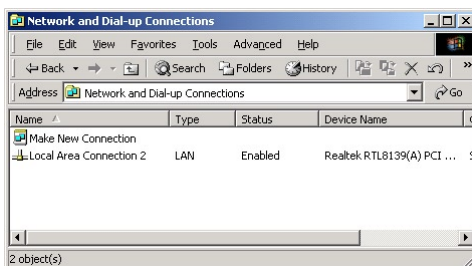 Network and Dial-up Connections
File Edit View Favorites Tools Advanced Help
Back Search Folders History »
Address Network and Dial-up Connections Go
Name Type Status Device Name
Make New Connection
Local Area Connection 2 LAN Enabled Realtek RTL8139(A) PCI ...
2 object(s)